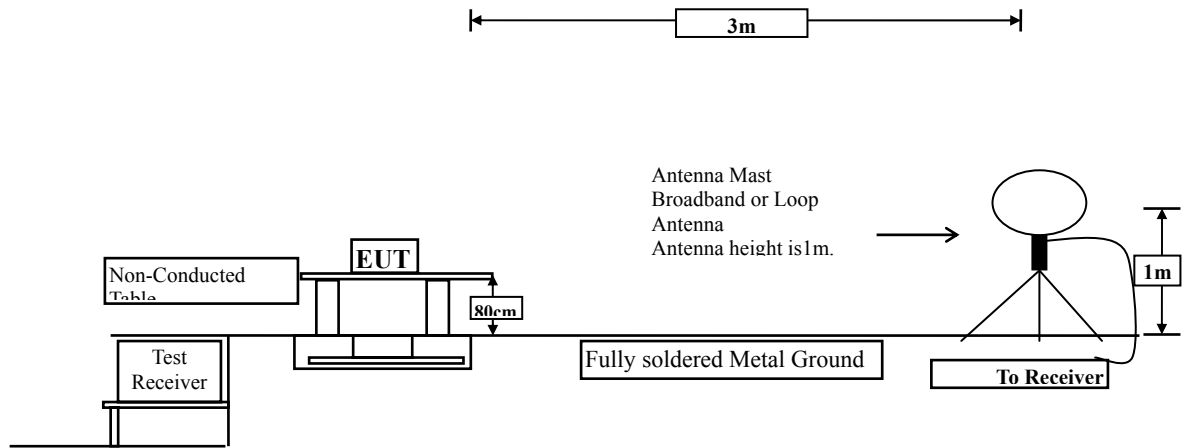 3m
Antenna Mast
Broadband or Loop
Antenna
Antenna height is1m.
EUT
Non-Conducted
Table
80cm
1m
Test
Receiver
Fully soldered Metal Ground
To Receiver